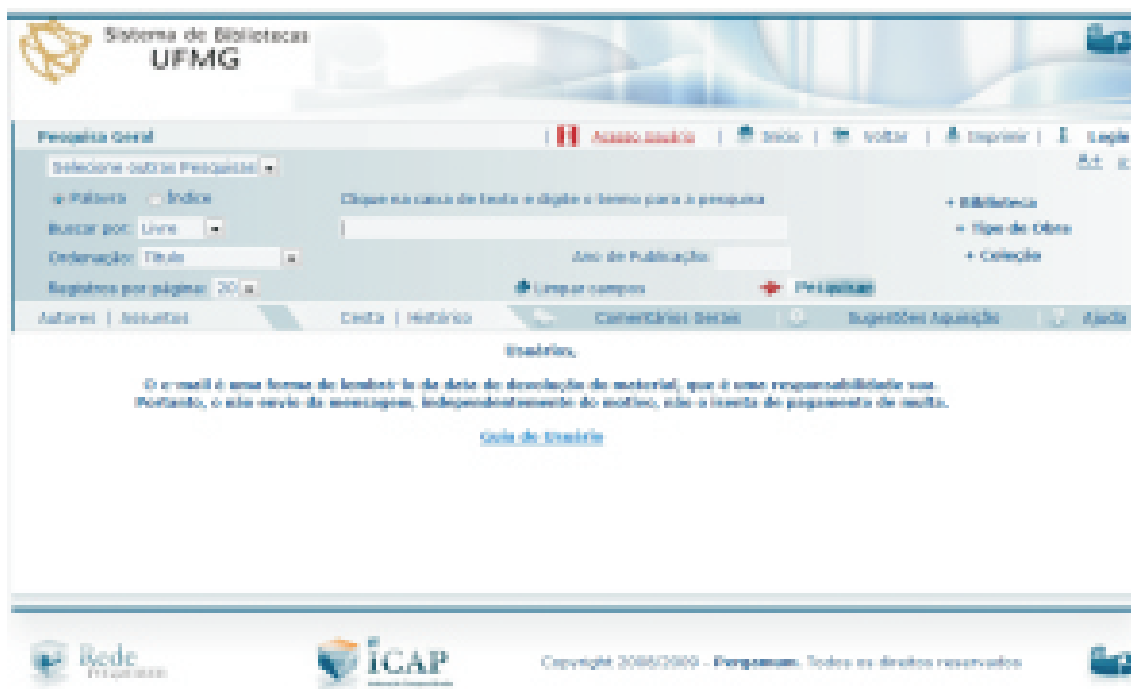 Sistema de Bibliotecas
UFMG
Pesquisa Geral | Acesso Usuário | Início | Voltar | Imprimir | Login
Selecione outras Pesquisas A+
Palavra Índice Clique na caixa de texto e digite o termo para a pesquisa + Biblioteca
Buscar por: Livre + Tipo de Obra
Ordenação: Título Ano de Publicação: + Coleção
Registros por página: 20 Limpar campos Pesquisar
Autores | Assuntos Cesta | Histórico Comentários Gerais Sugestões Aquisição Ajuda
Usuários,
O e-mail é uma forma de lembrá-lo da data de devolução do material, que é uma responsabilidade sua.
Portanto, o não envio da mensagem, independentemente do motivo, não o isenta do pagamento de multa.
Guia do Usuário
Rede
Pergamum
ICAP
Copyright 2008/2009 - Pergamum. Todos os direitos reservados